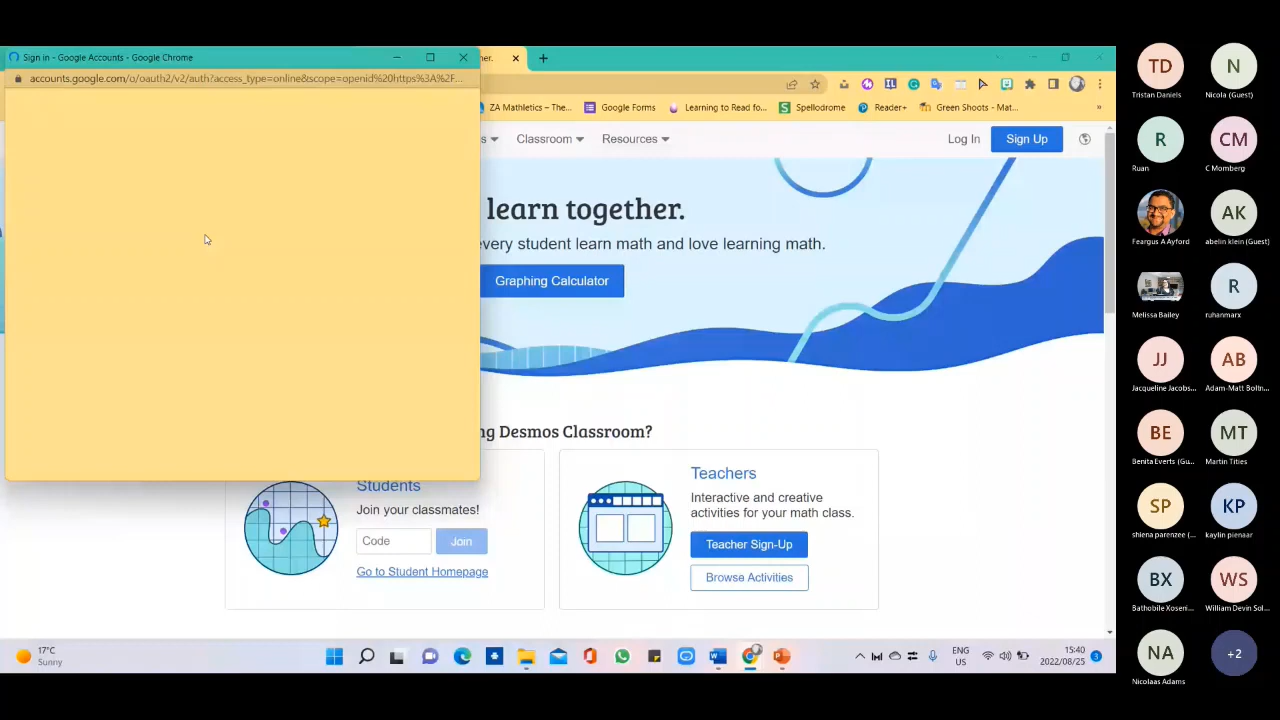 Sign in - Google Accounts - Google Chrome
accounts.google.com/o/oauth2/v2/auth?access_type=online&scope=openid%20https%3A%2F...
ZA Mathletics – The...
Google Forms
Learning to Read fo...
Spellodrome
Reader+
Green Shoots - Mat...
»
Classroom
Resources
Log In
Sign Up
learn together.
every student learn math and love learning math.
Graphing Calculator
ng Desmos Classroom?
Students
Join your classmates!
Code
Join
Go to Student Homepage
Teachers
Interactive and creative
activities for your math class.
Teacher Sign-Up
Browse Activities
17°C
Sunny
ENG
US
15:40
2022/08/25
3
TD
Tristan Daniels
N
Nicola (Guest)
R
Ruan
CM
C Momberg
Feargus A Ayford
AK
abelin klein (Guest)
Melissa Bailey
R
ruhanmarx
JJ
Jacqueline Jacobs...
AB
Adam-Matt Boltn...
BE
Benita Everts (Gu...
MT
Martin Titles
SP
shiena parenzee (...
KP
kaylin pienaar
BX
Bathobile Xoseni...
WS
William Devin Sol...
NA
Nicolaas Adams
+2